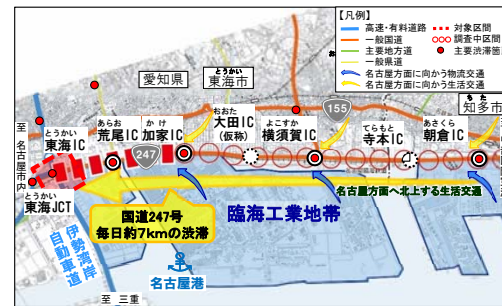 【凡例】
高速・有料道路
対象区間
一般国道
調査中区間
主要地方道
主要渋滞箇
一般県道
名古屋方面に向かう物流交通
名古屋方面に向かう生活交通
愛知県
とうかい
東海市
155
ちた
知多市
至
名古屋市内
とうかい
東海IC
あらお
荒尾IC
かけ
加家IC
247
おおた
大田IC
(仮称)
よこすか
横須賀IC
てらもと
寺本IC
あさくら
朝倉IC
とうかい
東海JCT
名古屋方面へ北上する生活交通
国道247号
毎日約7kmの渋滞
臨海工業地帯
伊勢湾岸
自動車道
名古屋港
至 三重